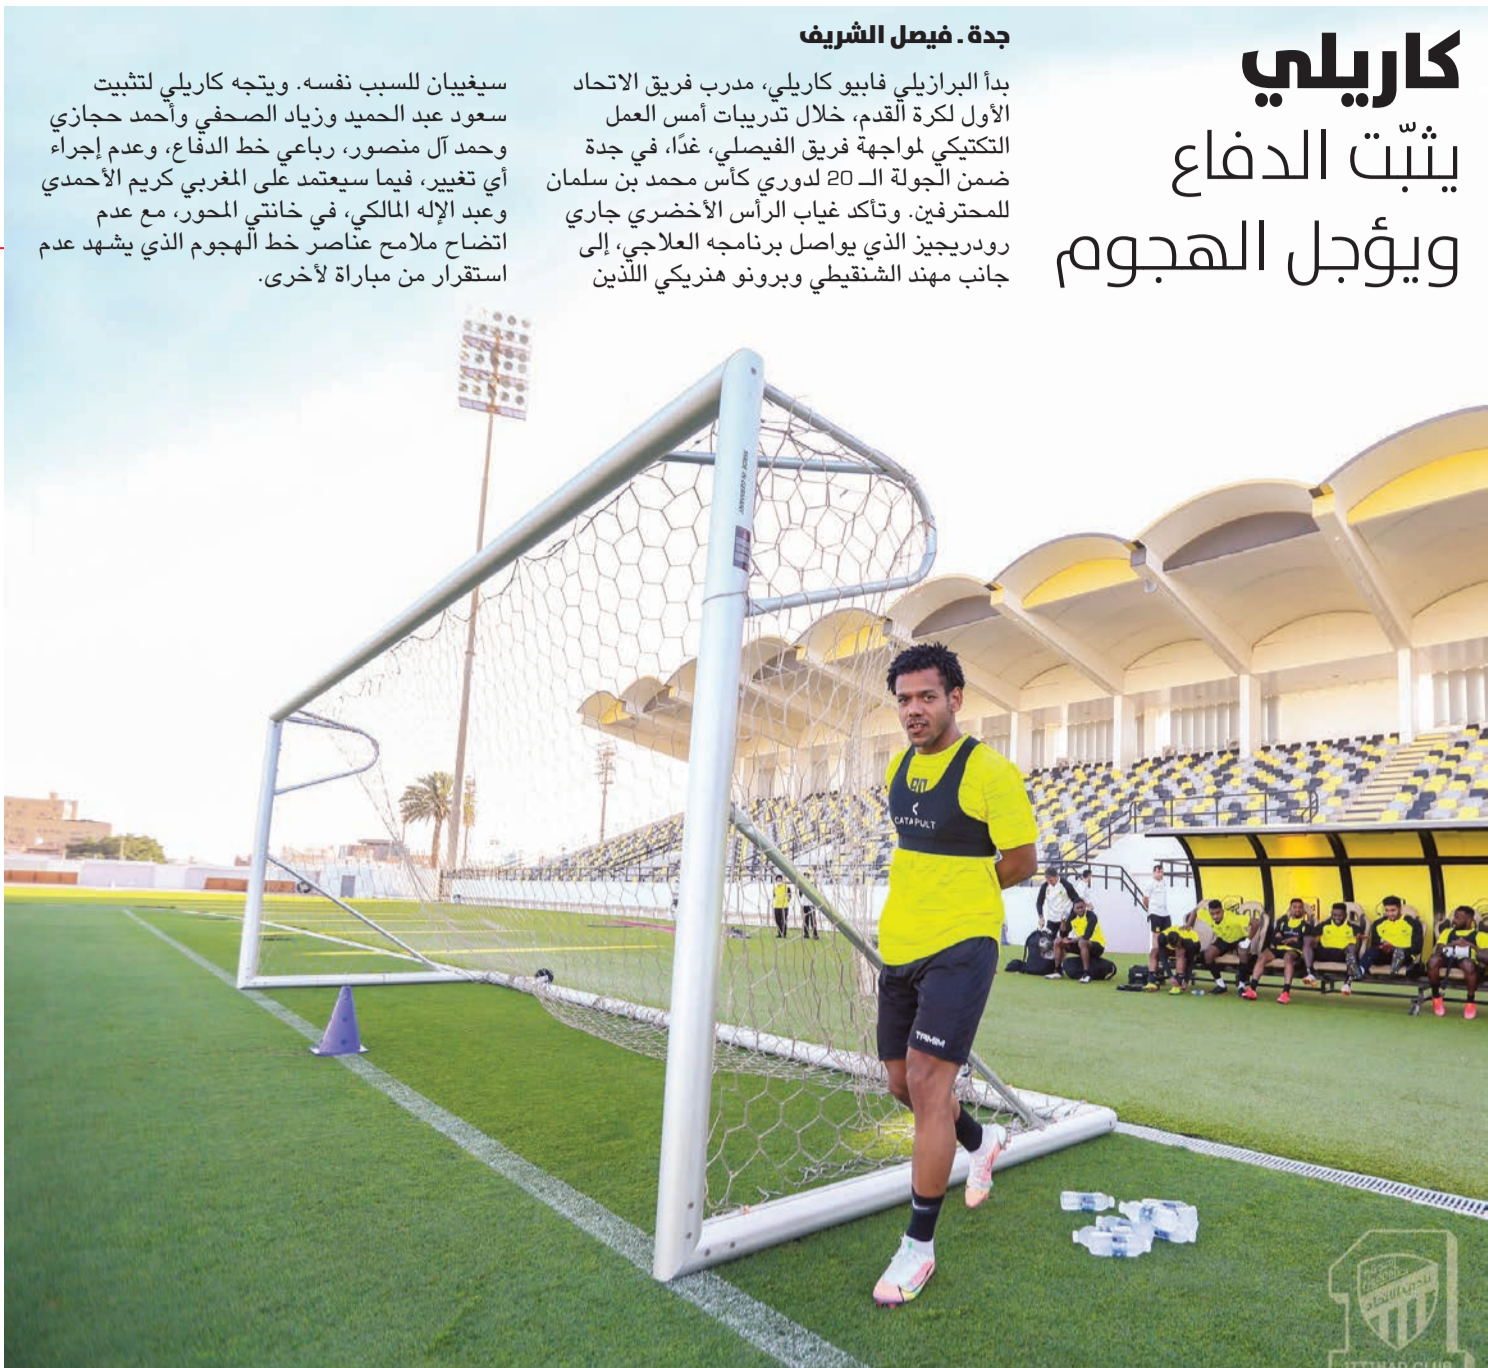 كاريلي
يثبّت الدفاع
ويؤجل الهجوم
جدة ـ فيصل الشريف
بدأ البرازيلي فابيو كاريلي، مدرب فريق الاتحاد
الأول لكرة القدم، خلال تدريبات أمس العمل
التكتيكي لمواجهة فريق الفيصلي، غدًا، في جدة
ضمن الجولة الـ 20 لدوري كأس محمد بن سلمان
للمحترفين. وتأكد غياب الرأس الأخضري جاري
رودريجيز الذي يواصل برنامجه العلاجي، إلى
جانب مهند الشنقيطي وبرونو هنريكي اللذين
سيغيبان للسبب نفسه. ويتجه كاريلي لتثبيت
سعود عبد الحميد وزياد الصحفي وأحمد حجازي
وحمد آل منصور، رباعي خط الدفاع، وعدم إجراء
أي تغيير، فيما سيعتمد على المغربي كريم الأحمدي
وعبد الإله المالكي، في خانتي المحور، مع عدم
اتضاح ملامح عناصر خط الهجوم الذي يشهد عدم
استقرار من مباراة لأخرى.
CATAPULT
TAMIM